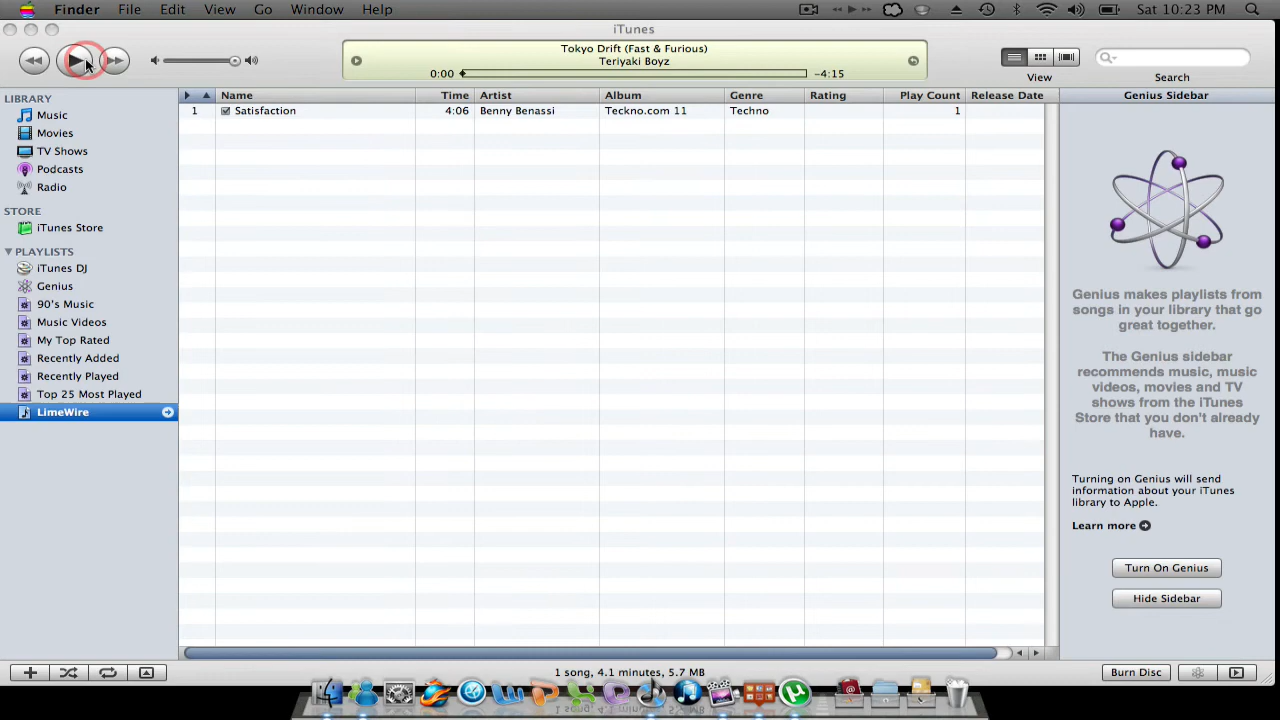 Finder File Edit View Go Window Help Sat 10:23 PM
iTunes
Tokyo Drift (Fast & Furious)
Teriyaki Boyz
0:00 -4:15
View
Search
LIBRARY
Music
Movies
TV Shows
Podcasts
Radio
STORE
iTunes Store
PLAYLISTS
iTunes DJ
Genius
90's Music
Music Videos
My Top Rated
Recently Added
Recently Played
Top 25 Most Played
LimeWire
Name Time Artist Album Genre Rating Play Count Release Date
1 Satisfaction 4:06 Benny Benassi Teckno.com 11 Techno 1
Genius Sidebar
Genius makes playlists from
songs in your library that go
great together.
The Genius sidebar
recommends music, music
videos, movies and TV
shows from the iTunes
Store that you don't already
have.
Turning on Genius will send
information about your iTunes
library to Apple.
Learn more
Turn On Genius
Hide Sidebar
1 song, 4.1 minutes, 5.7 MB
Burn Disc